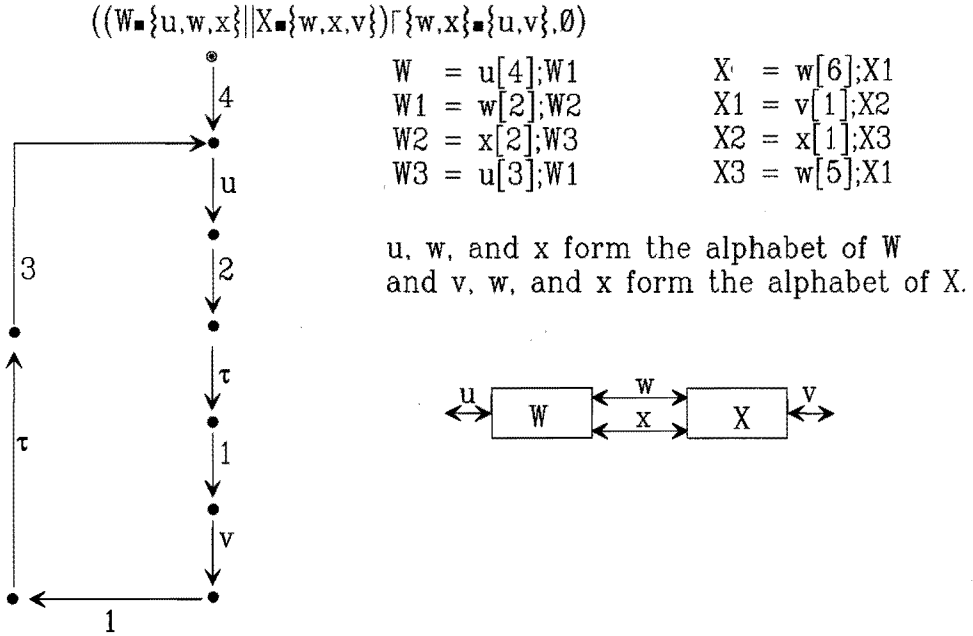 ((W▪{u,w,x}||X▪{w,x,v})⌈{w,x}▪{u,v},Ø)
4
u
2
τ
1
v
1
τ
3
W = u[4];W1
W1 = w[2];W2
W2 = x[2];W3
W3 = u[3];W1
X = w[6];X1
X1 = v[1];X2
X2 = x[1];X3
X3 = w[5];X1
u, w, and x form the alphabet of W
and v, w, and x form the alphabet of X.
u W w x X v